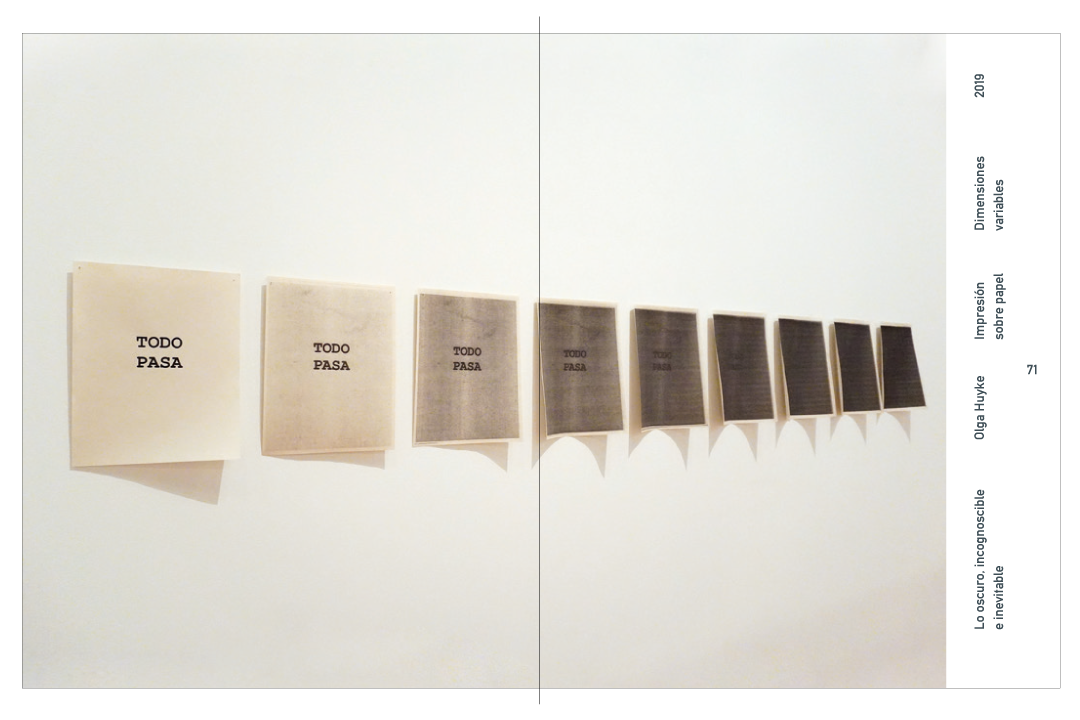 TODO
PASA
TODO
PASA
TODO
PASA
TODO
PASA
TODO
PASA
Lo oscuro, incognoscible
e inevitable
Olga Huyke
Impresión
sobre papel
Dimensiones
variables
2019
71